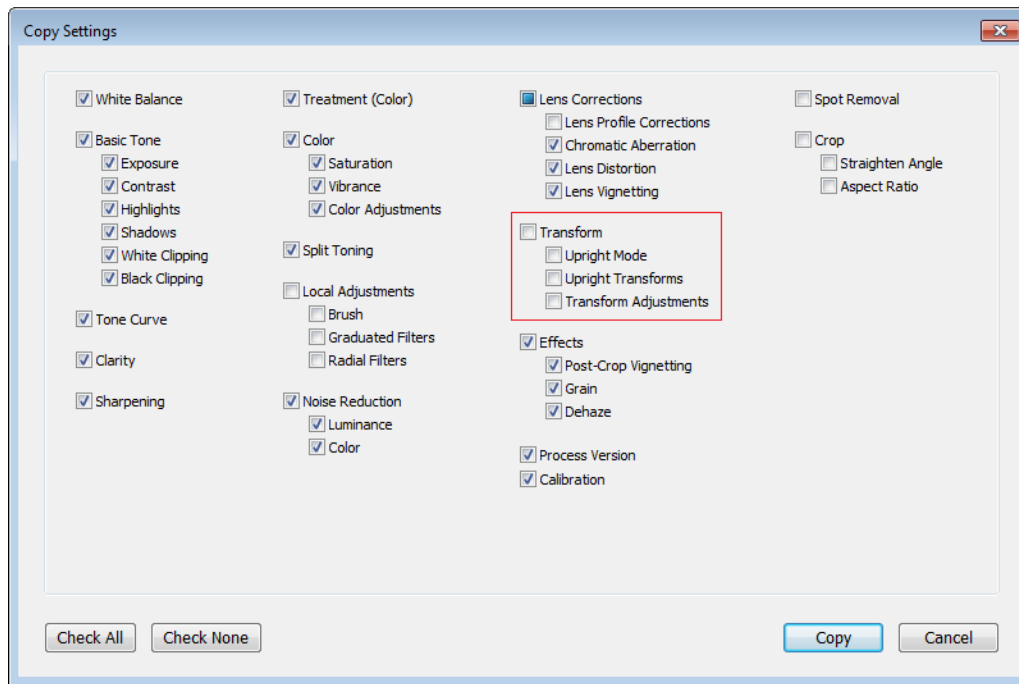 Copy Settings
White Balance
Basic Tone
Exposure
Contrast
Highlights
Shadows
White Clipping
Black Clipping
Tone Curve
Clarity
Sharpening
Treatment (Color)
Color
Saturation
Vibrance
Color Adjustments
Split Toning
Local Adjustments
Brush
Graduated Filters
Radial Filters
Noise Reduction
Luminance
Color
Lens Corrections
Lens Profile Corrections
Chromatic Aberration
Lens Distortion
Lens Vignetting
Transform
Upright Mode
Upright Transforms
Transform Adjustments
Effects
Post-Crop Vignetting
Grain
Dehaze
Process Version
Calibration
Spot Removal
Crop
Straighten Angle
Aspect Ratio
Check All
Check None
Copy
Cancel